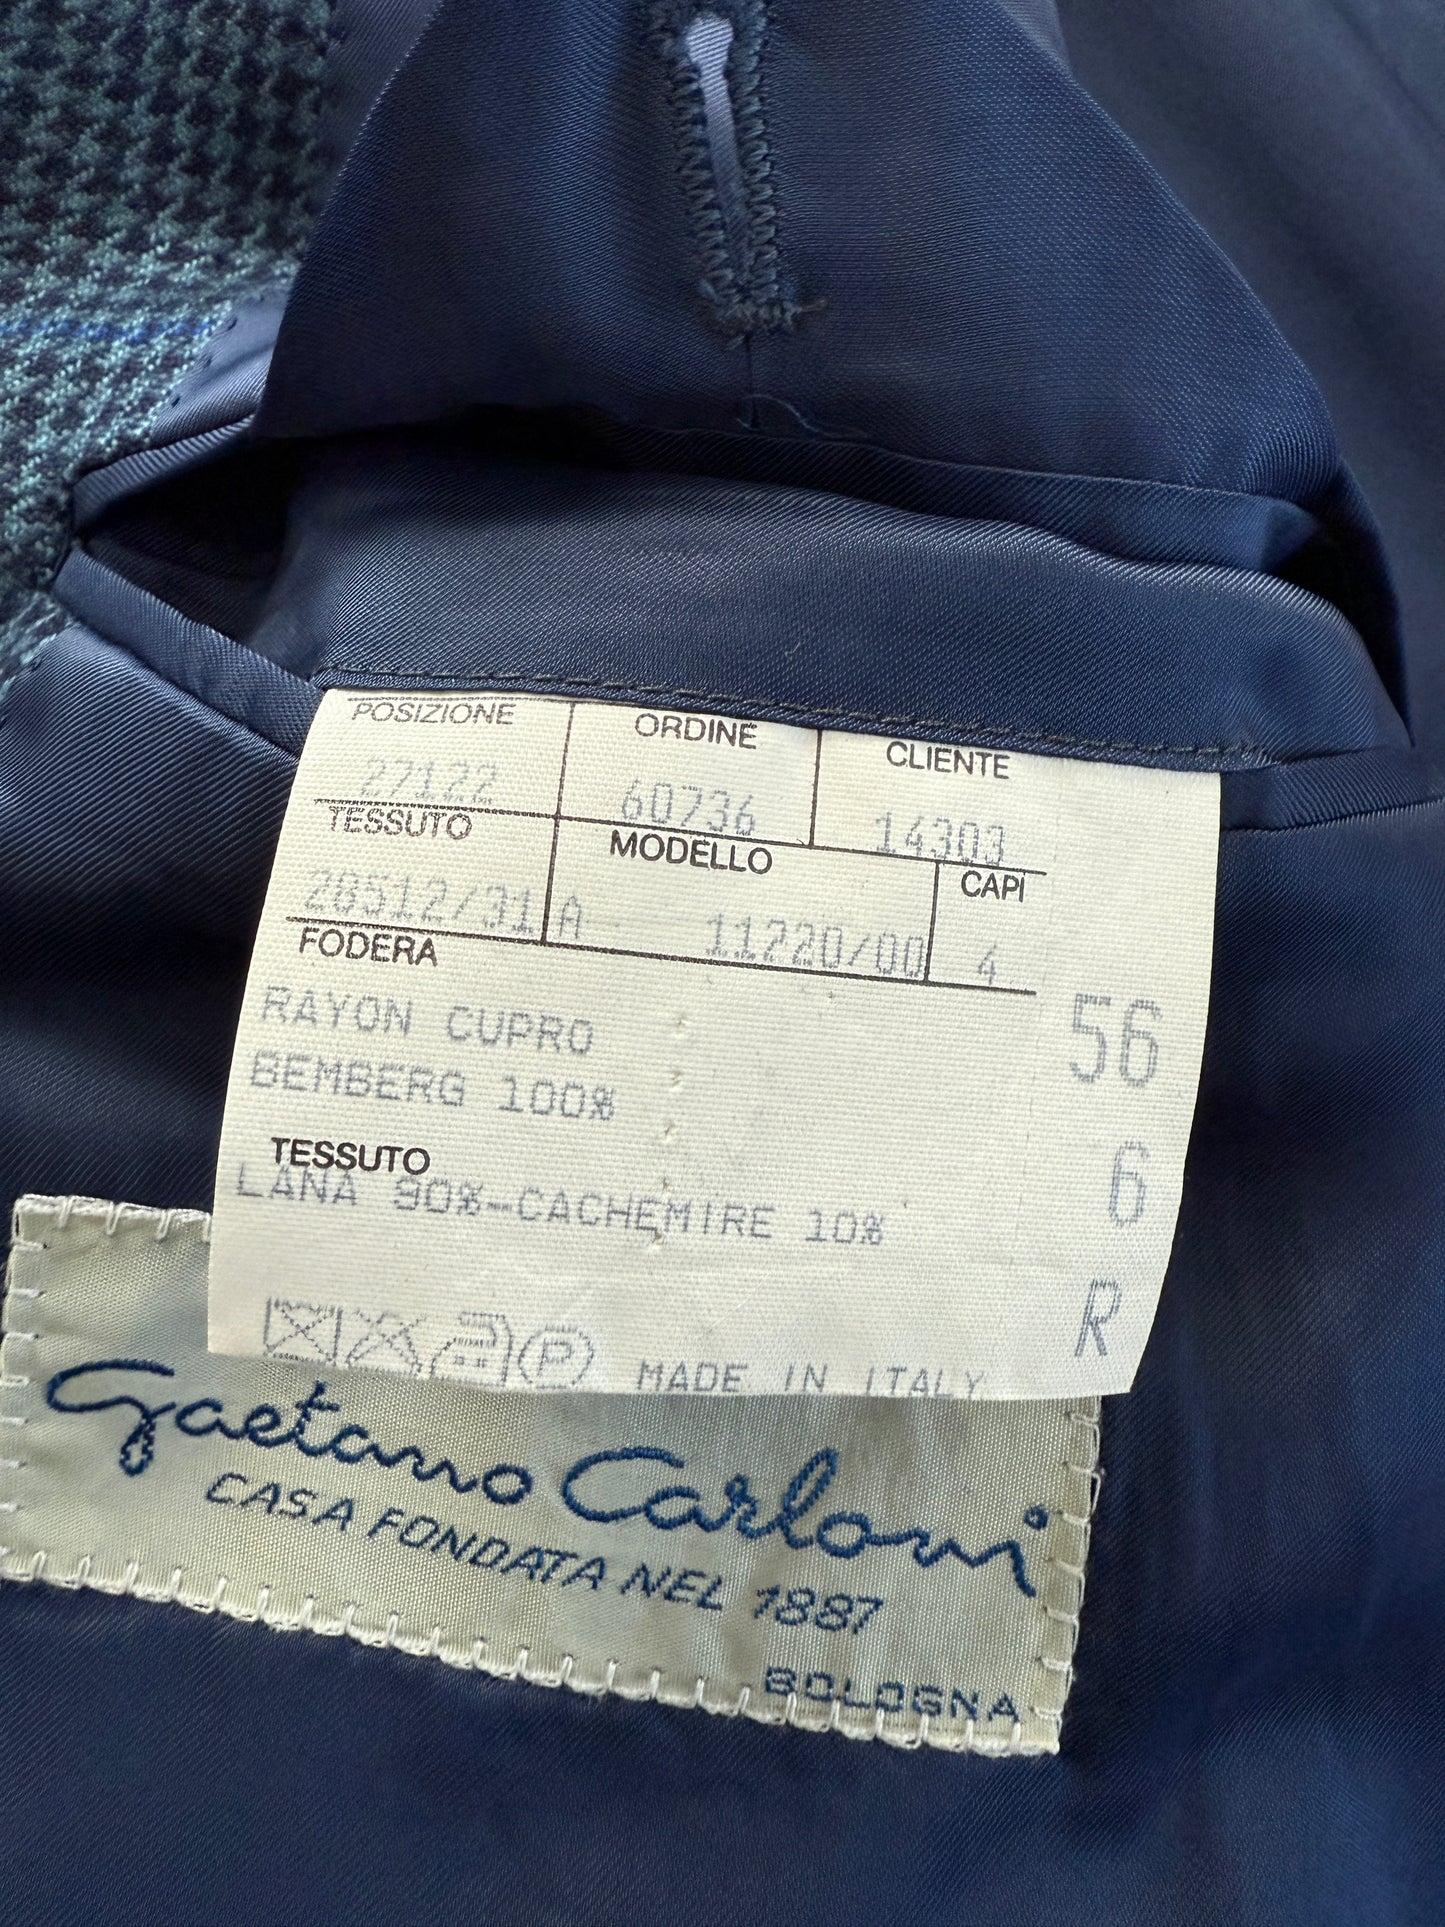 POSIZIONE ORDINE CLIENTE
27122 60736 14303
TESSUTO MODELLO CAPI
28512/31 A 11220/00 4
FODERA
RAYON CUPRO 56
BEMBERG 100%
TESSUTO 6
LANA 90%-CACHEMIRE 10%
R
P MADE IN ITALY
Gaetano Carloni
CASA FONDATA NEL 1887
BOLOGNA